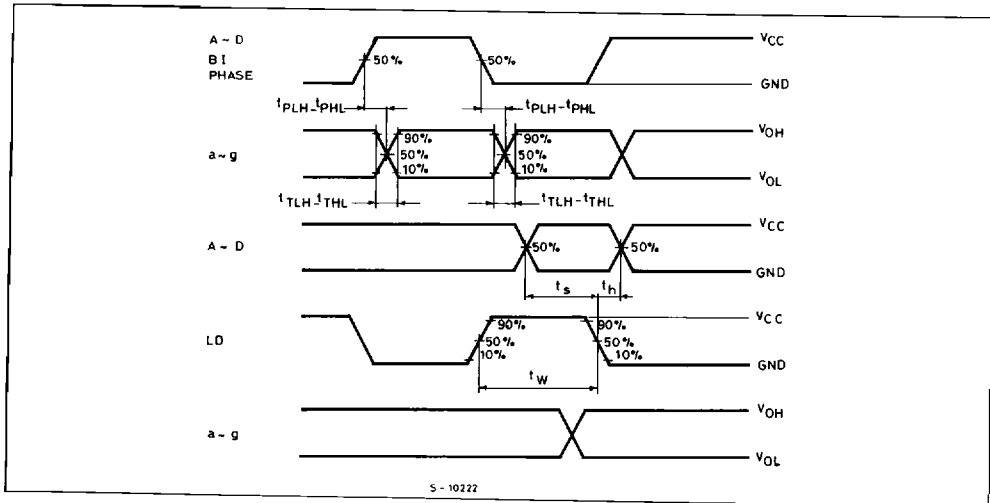 A ~ D
BI
PHASE
50%
50%
VCC
GND
tPLH-tPHL
tPLH-tPHL
a~g
90%
50%
10%
90%
50%
10%
VOH
VOL
tTLH-tTHL
tTLH-tTHL
A ~ D
50%
50%
VCC
GND
ts
th
LD
90%
50%
10%
90%
50%
10%
VCC
GND
tW
a~g
VOH
VOL
S - 10222